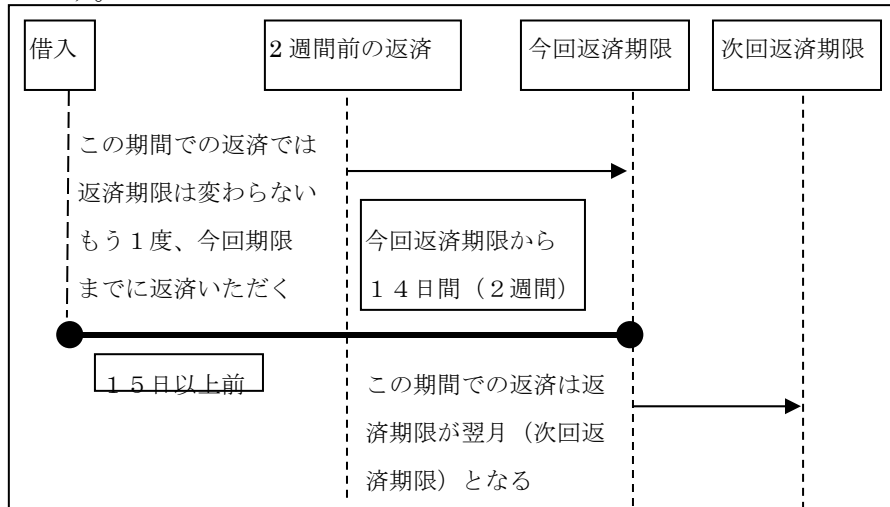 借入
2週間前の返済
今回返済期限
次回返済期限
この期間での返済では
返済期限は変わらない
もう１度、今回期限
までに返済いただく
今回返済期限から
１４日間（２週間）
１５日以上前
この期間での返済は返
済期限が翌月（次回返
済期限）となる